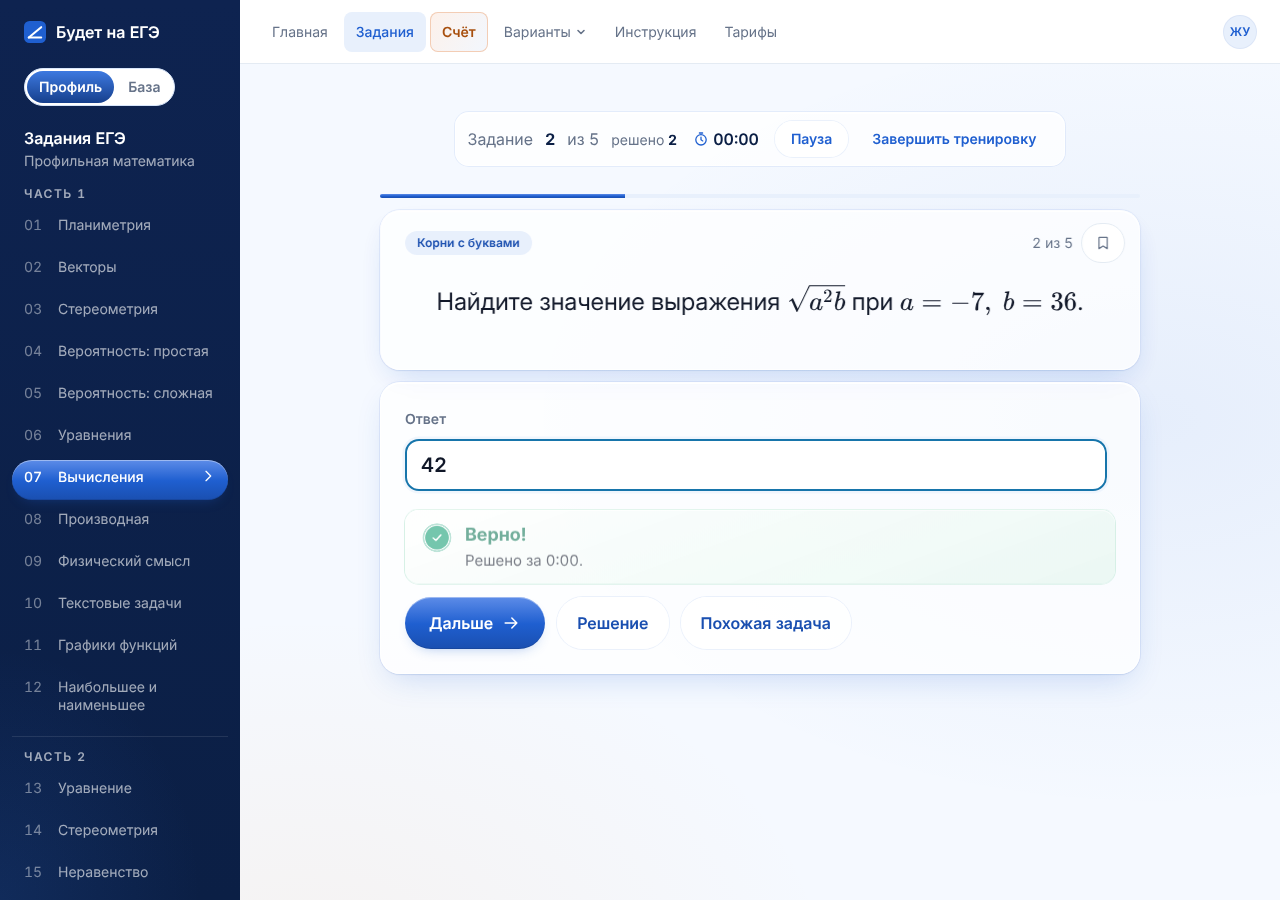 Будет на ЕГЭ
Профиль База
Задания ЕГЭ
Профильная математика
ЧАСТЬ 1
01 Планиметрия
02 Векторы
03 Стереометрия
04 Вероятность: простая
05 Вероятность: сложная
06 Уравнения
07 Вычисления
08 Производная
09 Физический смысл
10 Текстовые задачи
11 Графики функций
12 Наибольшее и
наименьшее
ЧАСТЬ 2
13 Уравнение
14 Стереометрия
15 Неравенство
Главная Задания Счёт Варианты Инструкция Тарифы ЖУ
Задание 2 из 5 решено 2 00:00 Пауза Завершить тренировку
Корни с буквами 2 из 5
Найдите значение выражения √(a²b) при a = −7, b = 36.
Ответ
42
Верно!
Решено за 0:00.
Дальше → Решение Похожая задача